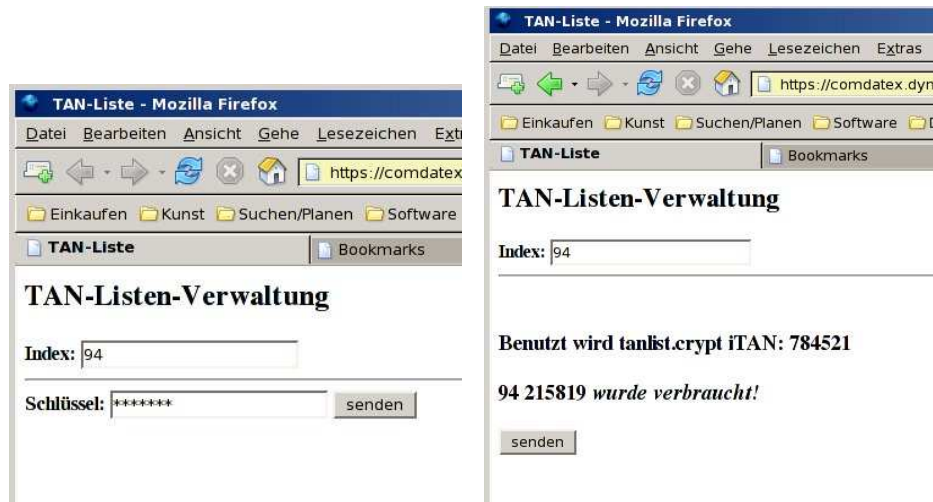 TAN-Liste - Mozilla Firefox
Datei Bearbeiten Ansicht Gehe Lesezeichen
https://comdatex
Einkaufen Kunst Suchen/Planen Software
TAN-Liste Bookmarks
TAN-Listen-Verwaltung
Index: 94
Schlüssel: ******* senden
TAN-Liste - Mozilla Firefox
Datei Bearbeiten Ansicht Gehe Lesezeichen Extras
https://comdatex.dyn
Einkaufen Kunst Suchen/Planen Software
TAN-Liste Bookmarks
TAN-Listen-Verwaltung
Index: 94
Benutzt wird tanlist.crypt iTAN: 784521
94 215819 wurde verbraucht!
senden